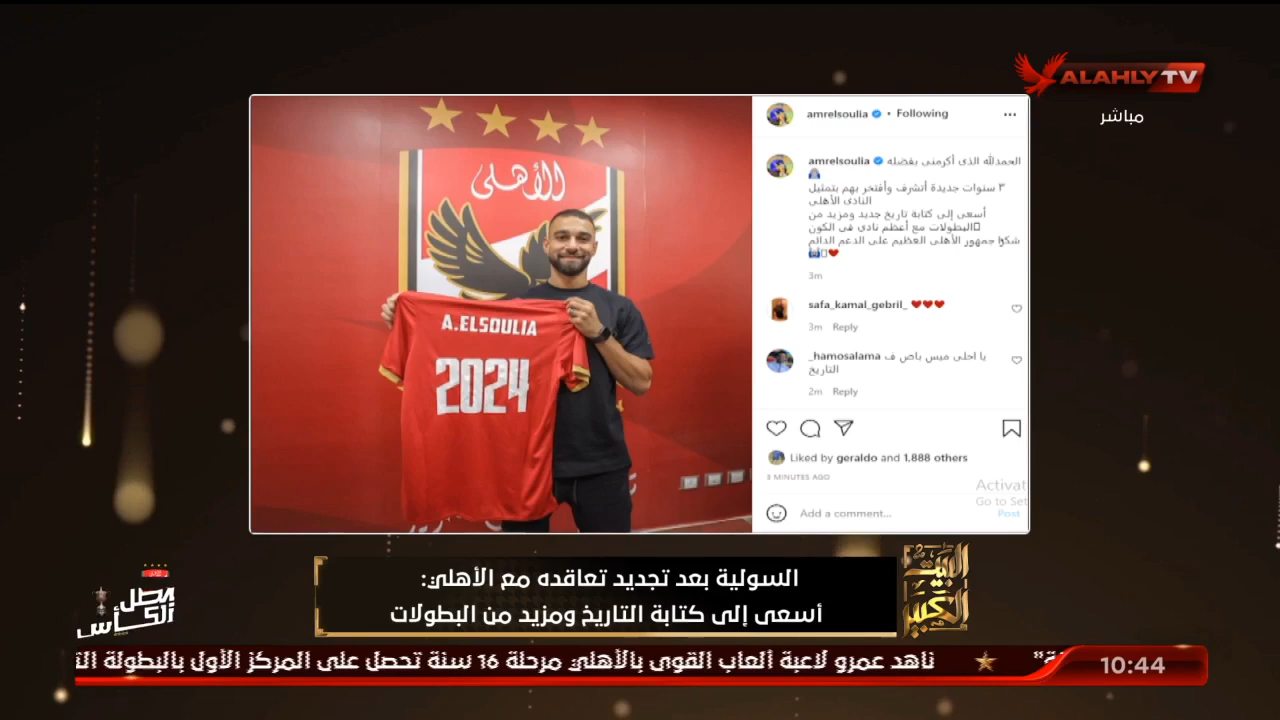 ALAHLY TV
مباشر
الأهلي
A.ELSOULIA
2024
amrelsoulia • Following
amrelsoulia الحمدلله الذى أكرمنى بفضله
٣ سنوات جديدة أتشرف وأفتخر بهم بتمثيل
النادى الأهلى
أسعى إلى كتابة تاريخ جديد ومزيد من
البطولات مع أعظم نادى فى الكون
شكرا جمهور الأهلى العظيم على الدعم الدائم
3m
safa_kamal_gebril_ ❤❤❤
3m Reply
_hamosalama يا احلى ميس باص ف
التاريخ
2m Reply
Liked by geraldo and 1,888 others
3 MINUTES AGO
Activat
Go to Set
Add a comment...
Post
البيت
الكبير
السولية بعد تجديد تعاقده مع الأهلي:
أسعى إلى كتابة التاريخ ومزيد من البطولات
بطل
الكأس
ناهد عمرو لاعبة ألعاب القوى بالأهلي مرحلة 16 سنة تحصل على المركز الأول بالبطولة
10:44